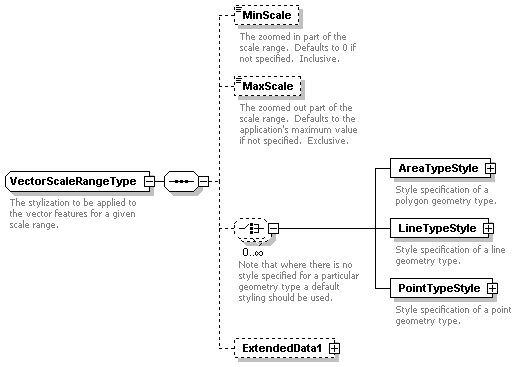 MinScale
The zoomed in part of the
scale range.  Defaults to 0 if
not specified.  Inclusive.
MaxScale
The zoomed out part of the
scale range.  Defaults to the
application's maximum value
if not specified.  Exclusive.
VectorScaleRangeType
The stylization to be applied to
the vector features for a given
scale range.
AreaTypeStyle
Style specification of a
polygon geometry type.
0..∞
Note that where there is no
style specified for a particular
geometry type a default
styling should be used.
LineTypeStyle
Style specification of a line
geometry type.
PointTypeStyle
Style specification of a point
geometry type.
ExtendedData1